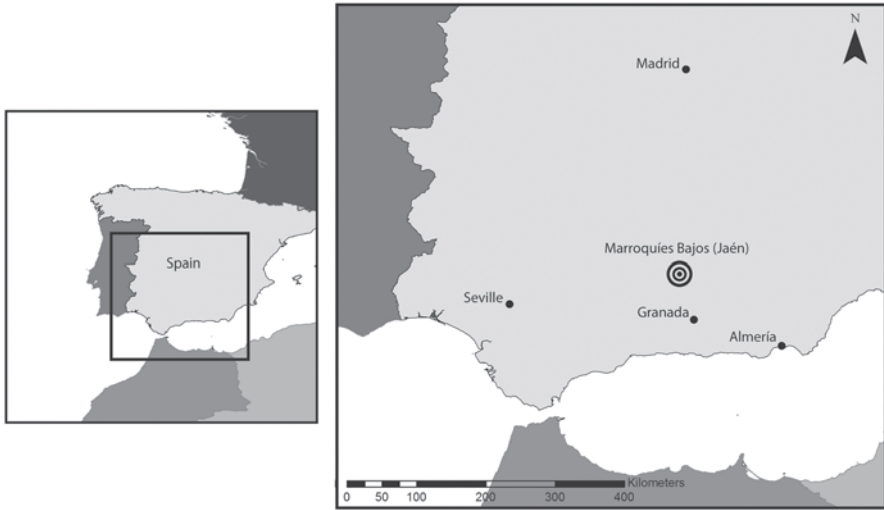 Spain
N
Madrid
Marroquíes Bajos (Jaén)
Seville
Granada
Almería
Kilometers
0 50 100 200 300 400